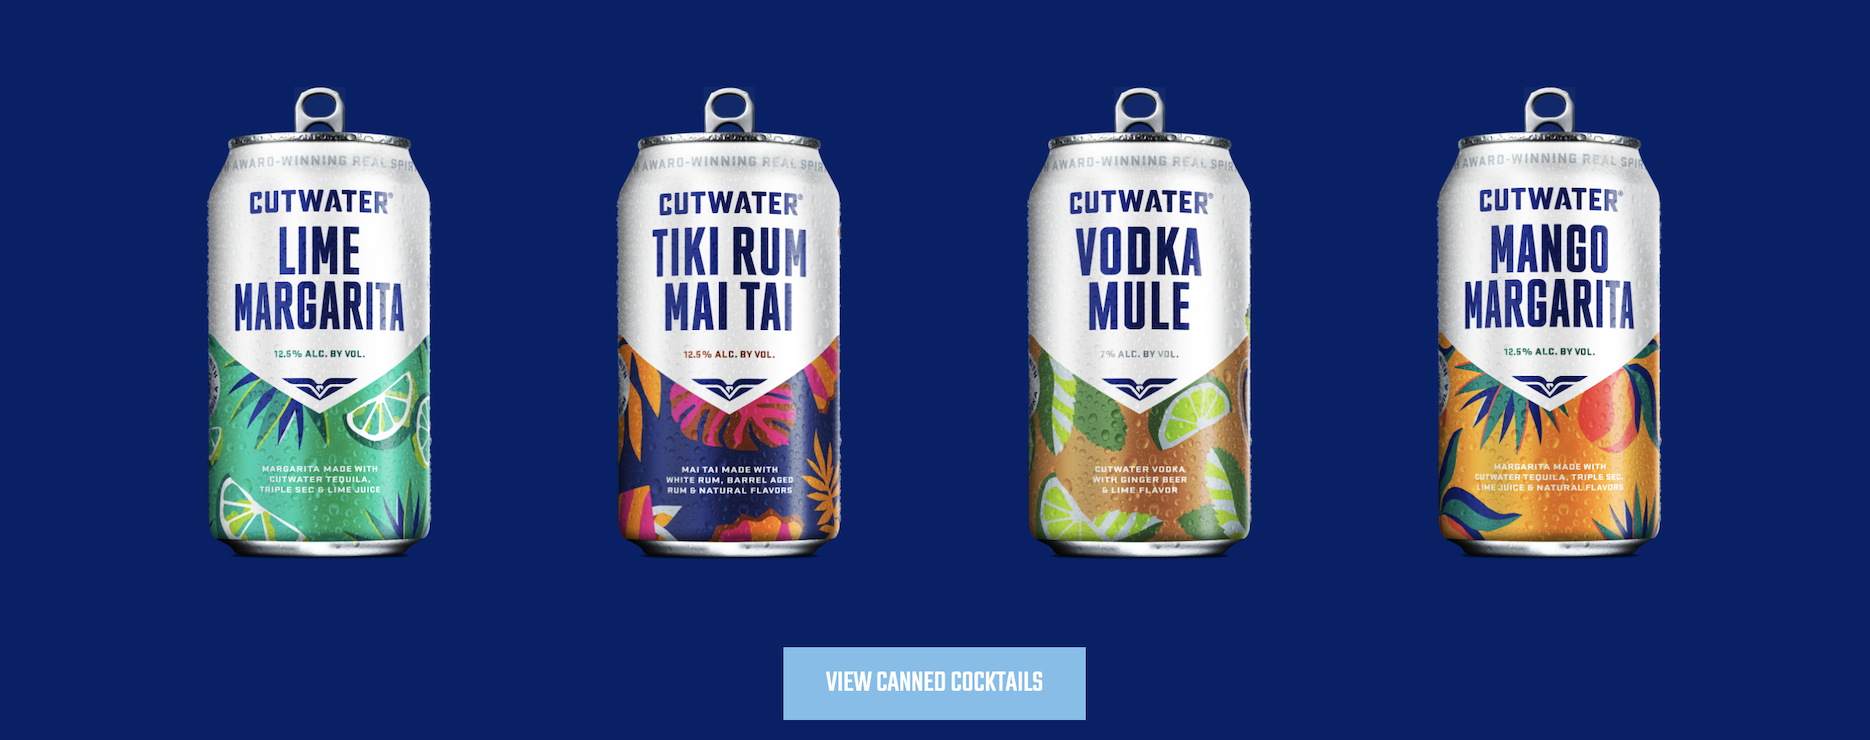 AWARD-WINNING REAL
CUTWATER®
LIME
MARGARITA
12.5% ALC. BY VOL.
MARGARITA MADE WITH
CUTWATER TEQUILA,
TRIPLE SEC & LIME JUICE
AWARD-WINNING REAL
CUTWATER®
TIKI RUM
MAI TAI
12.5% ALC. BY VOL.
MAI TAI MADE WITH
WHITE RUM, BARREL AGED
RUM & NATURAL FLAVORS
AWARD-WINNING REAL
CUTWATER®
VODKA
MULE
7% ALC. BY VOL.
CUTWATER VODKA
WITH GINGER BEER
& LIME FLAVOR
AWARD-WINNING REAL
CUTWATER®
MANGO
MARGARITA
12.5% ALC. BY VOL.
MARGARITA MADE WITH
CUTWATER TEQUILA, TRIPLE SEC,
LIME JUICE & NATURAL FLAVORS
VIEW CANNED COCKTAILS